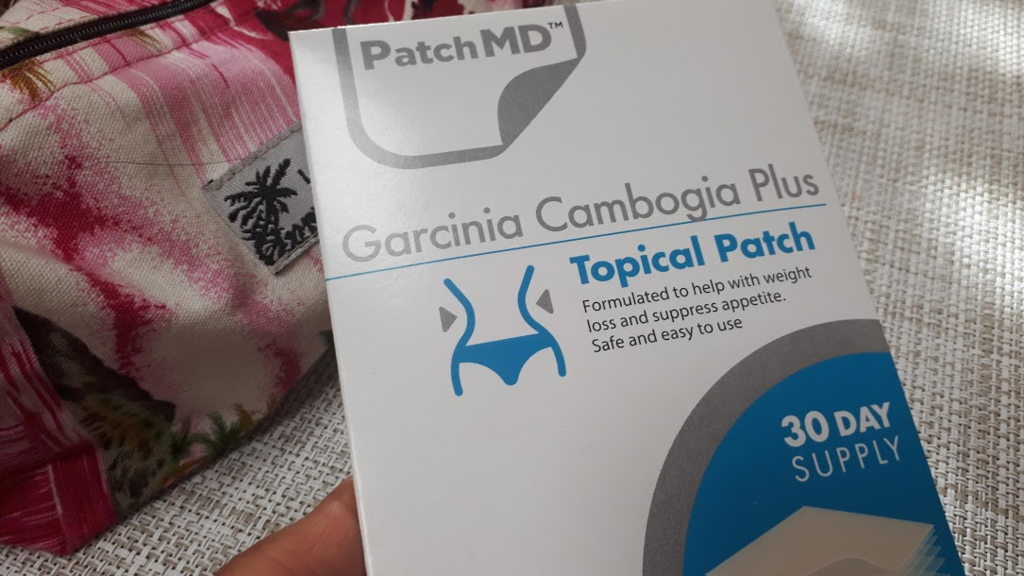 PatchMD™
Garcinia Cambogia Plus
Topical Patch
Formulated to help with weight
loss and suppress appetite.
Safe and easy to use
30 DAY
SUPPLY